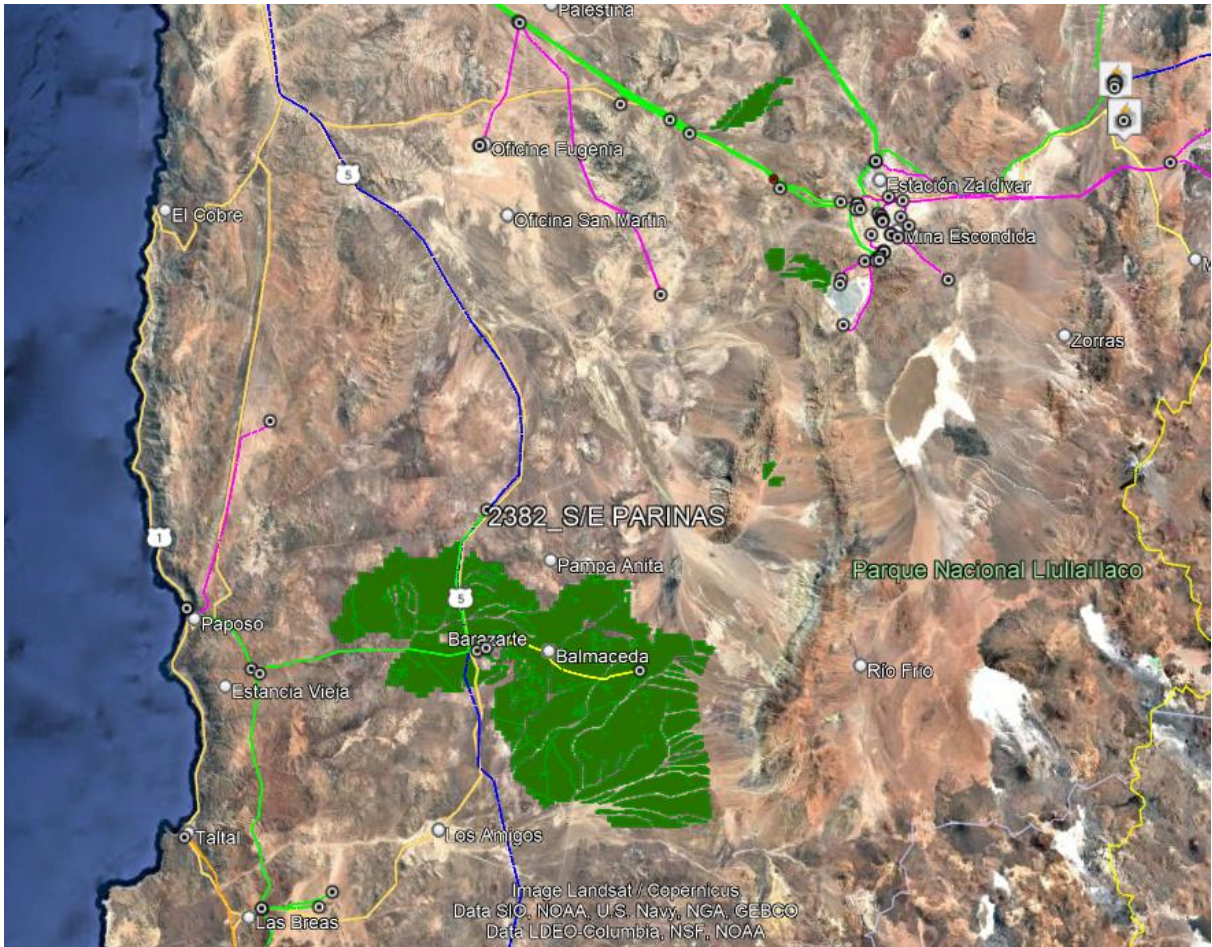 Palestina
5
Oficina Eugenia
Estación Zaldivar
El Cobre
Oficina San Martin
Mina Escondida
Zorras
2382_S/E PARINAS
1
Pampa Anita
Parque Nacional Llullaillaco
5
Paposo
Barazarte
Balmaceda
Río Frio
Estancia Vieja
Taltal
Los Amigos
Image Landsat / Copernicus
Las Breas
Data SIO, NOAA, U.S. Navy, NGA, GEBCO
Data LDEO-Columbia, NSF, NOAA